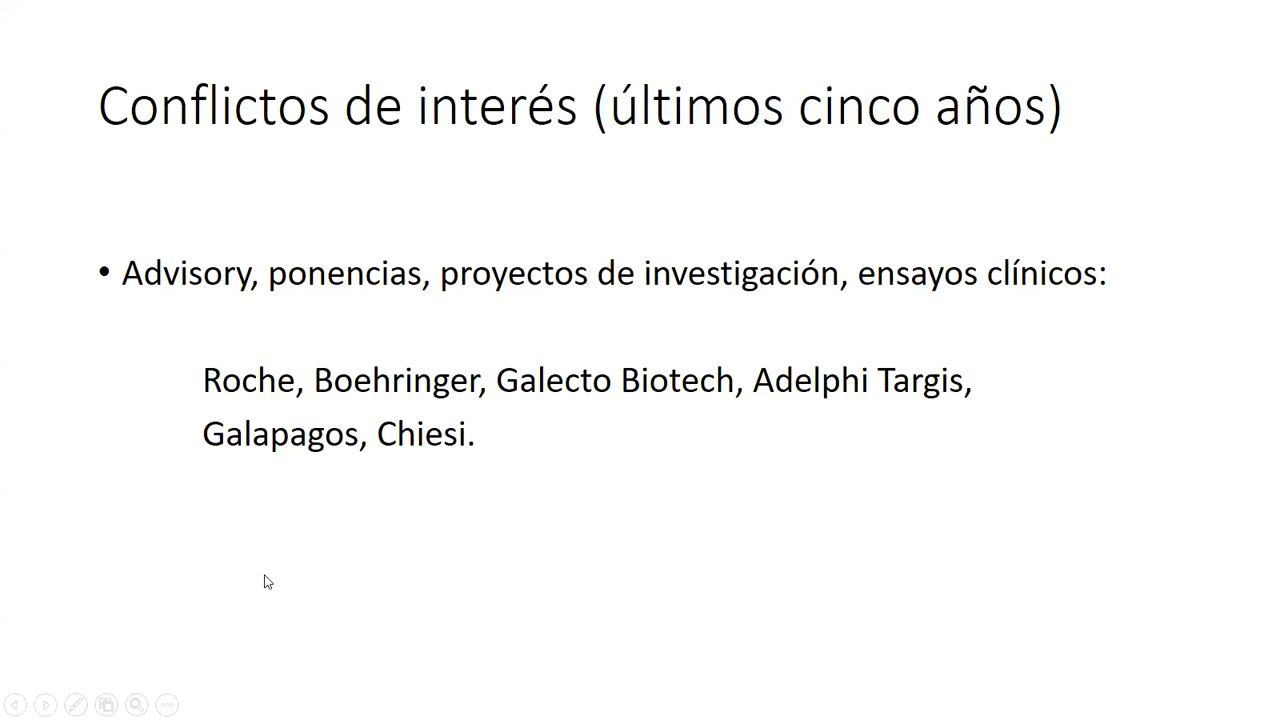 Conflictos de interés (últimos cinco años)
• Advisory, ponencias, proyectos de investigación, ensayos clínicos:
Roche, Boehringer, Galecto Biotech, Adelphi Targis,
Galapagos, Chiesi.